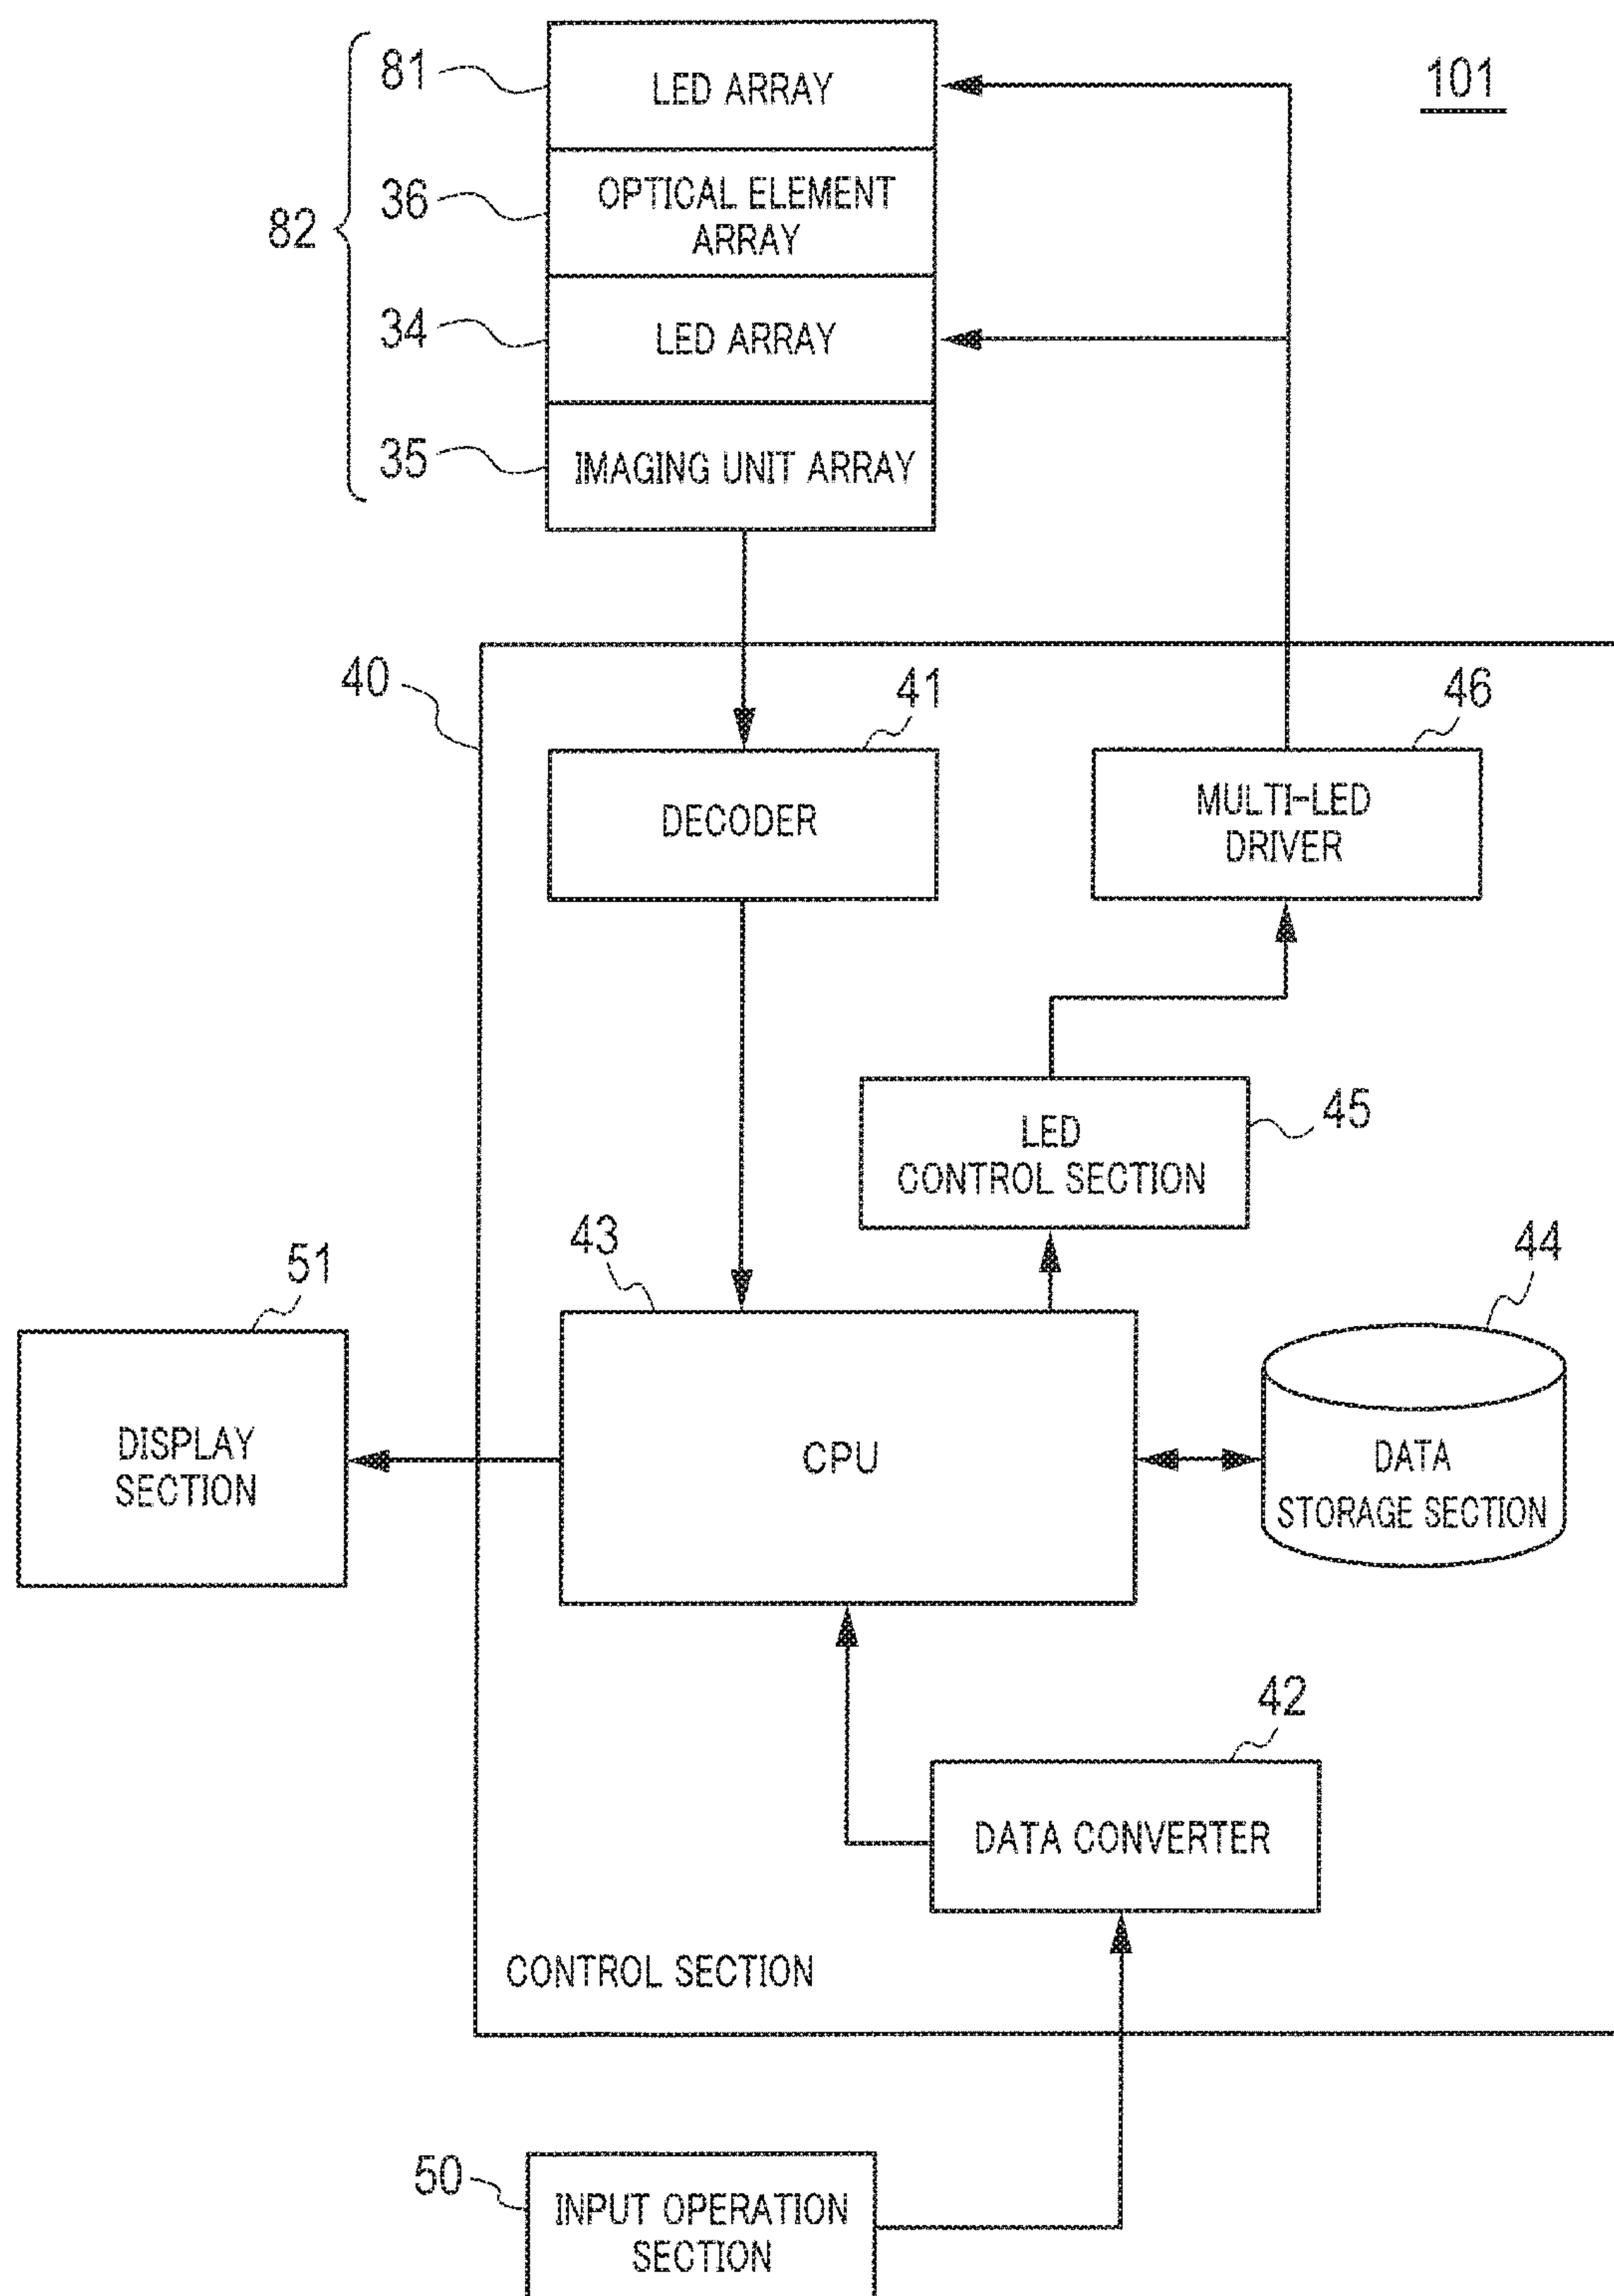 81
LED ARRAY
101
36
OPTICAL ELEMENT
ARRAY
82
34
LED ARRAY
35
IMAGING UNIT ARRAY
40
41
46
DECODER
MULTI-LED
DRIVER
45
LED
CONTROL SECTION
43
44
51
DISPLAY
SECTION
CPU
DATA
STORAGE SECTION
42
DATA CONVERTER
CONTROL SECTION
50
INPUT OPERATION
SECTION